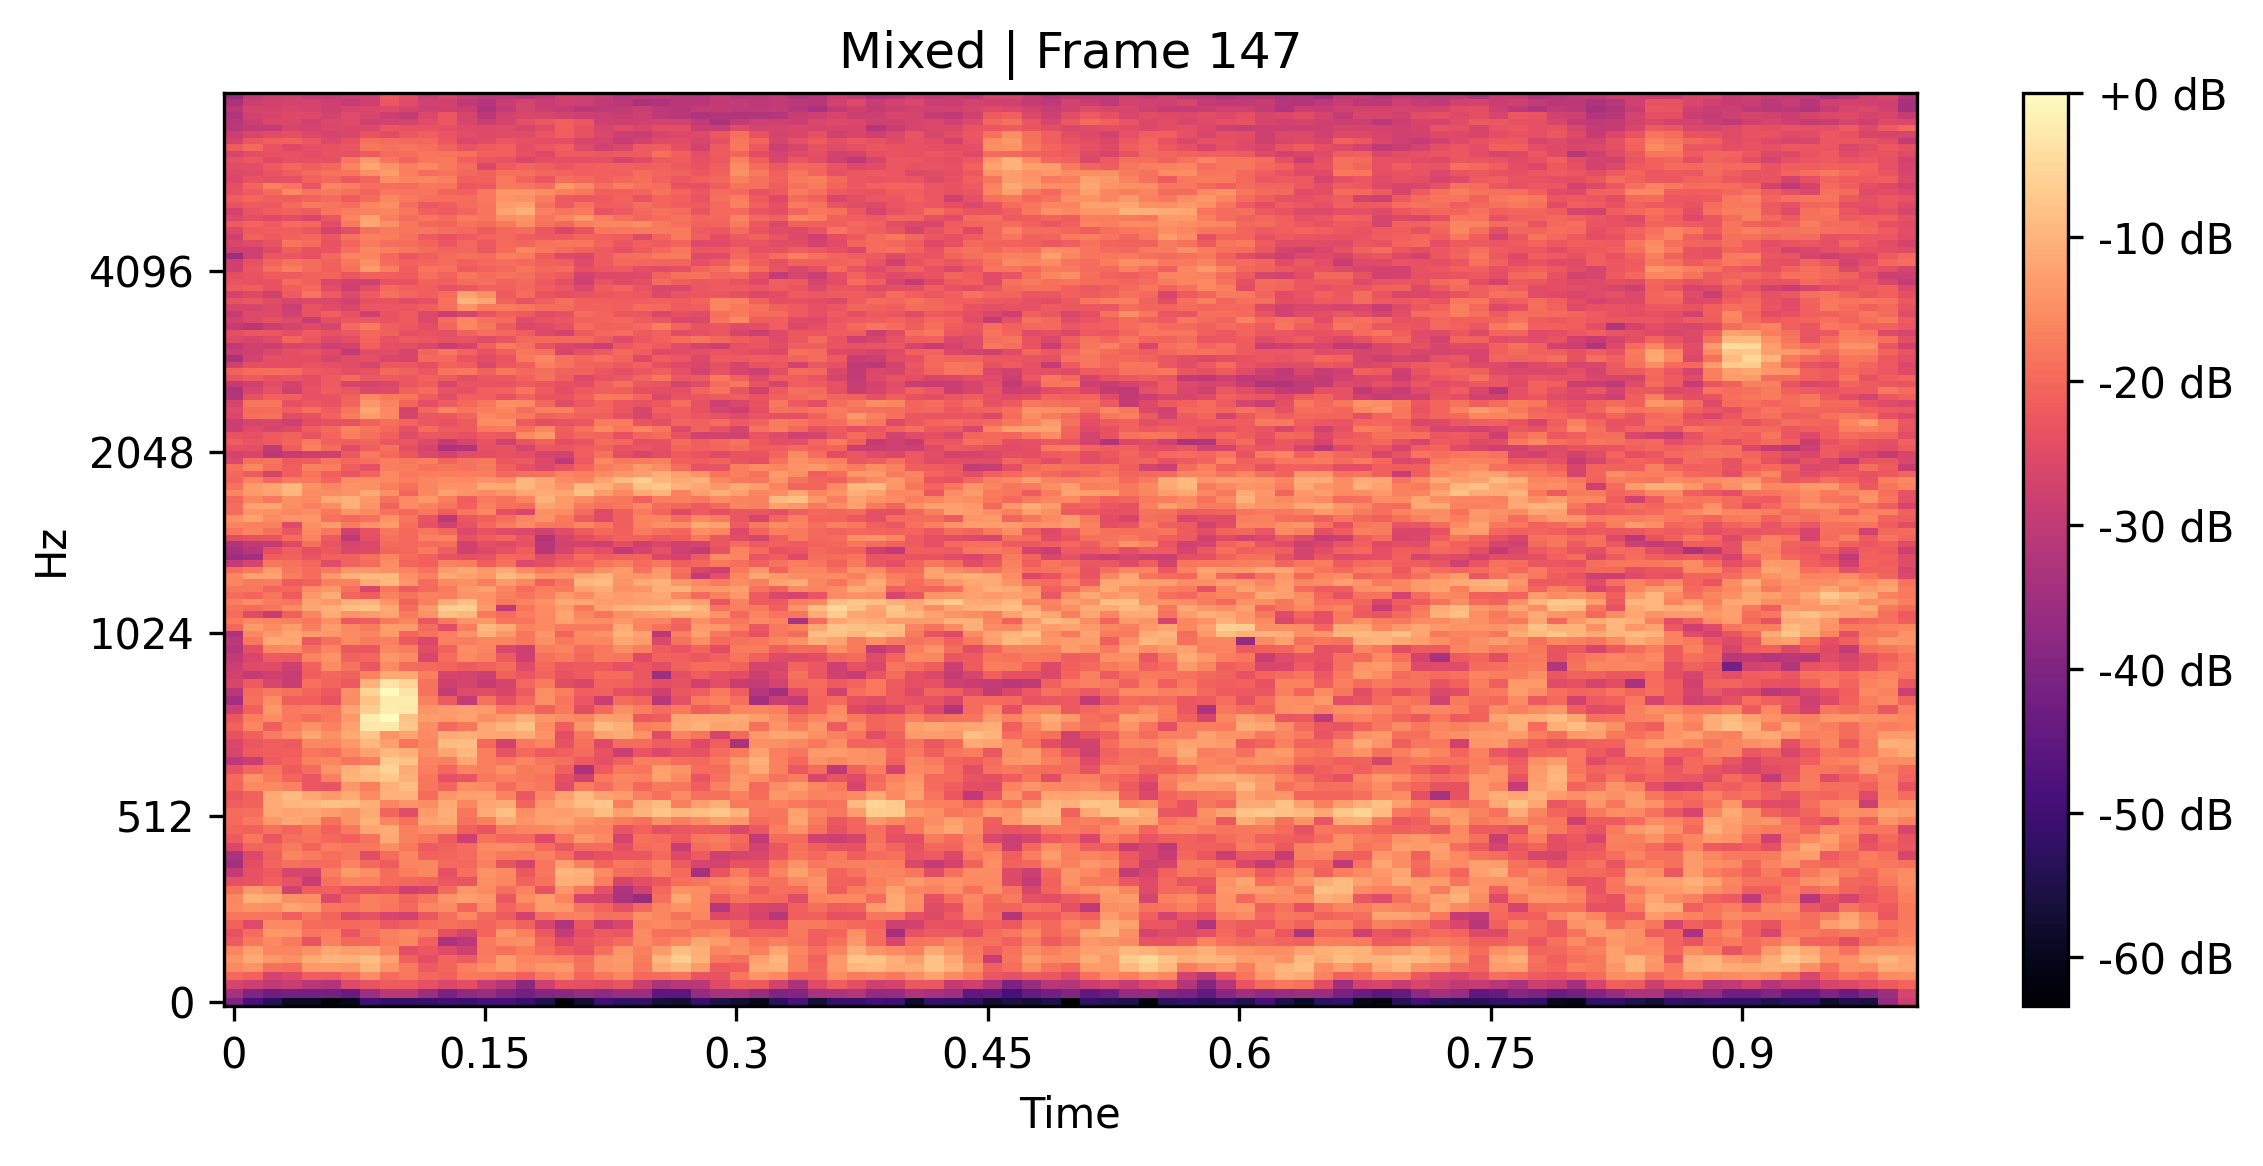 Mixed | Frame 147
+0 dB
-10 dB
-20 dB
-30 dB
-40 dB
-50 dB
-60 dB
4096
2048
1024
512
0
Hz
0 0.15 0.3 0.45 0.6 0.75 0.9
Time